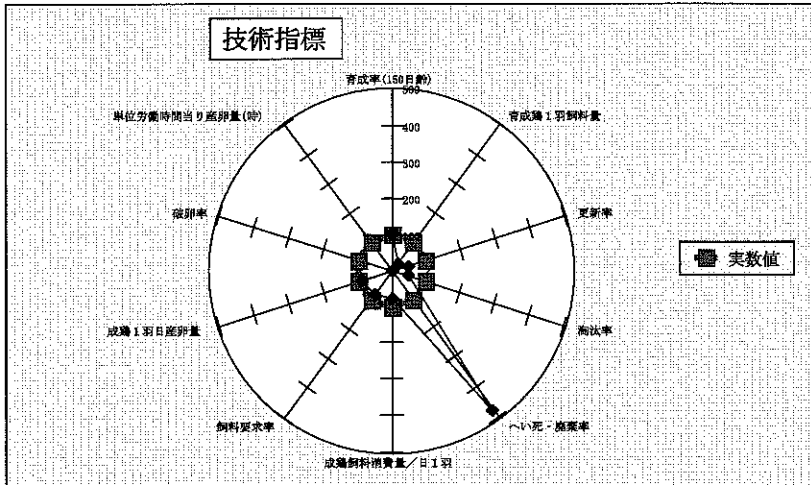 技術指標
育成率(150日齢)
育成鶏1羽飼料量
更新率
淘汰率
へい死・廃棄率
成鶏飼料消費量/日1羽
飼料要求率
成鶏1羽日産卵量
破卵率
単位労働時間当り産卵量(時)
500
400
300
200
実数値